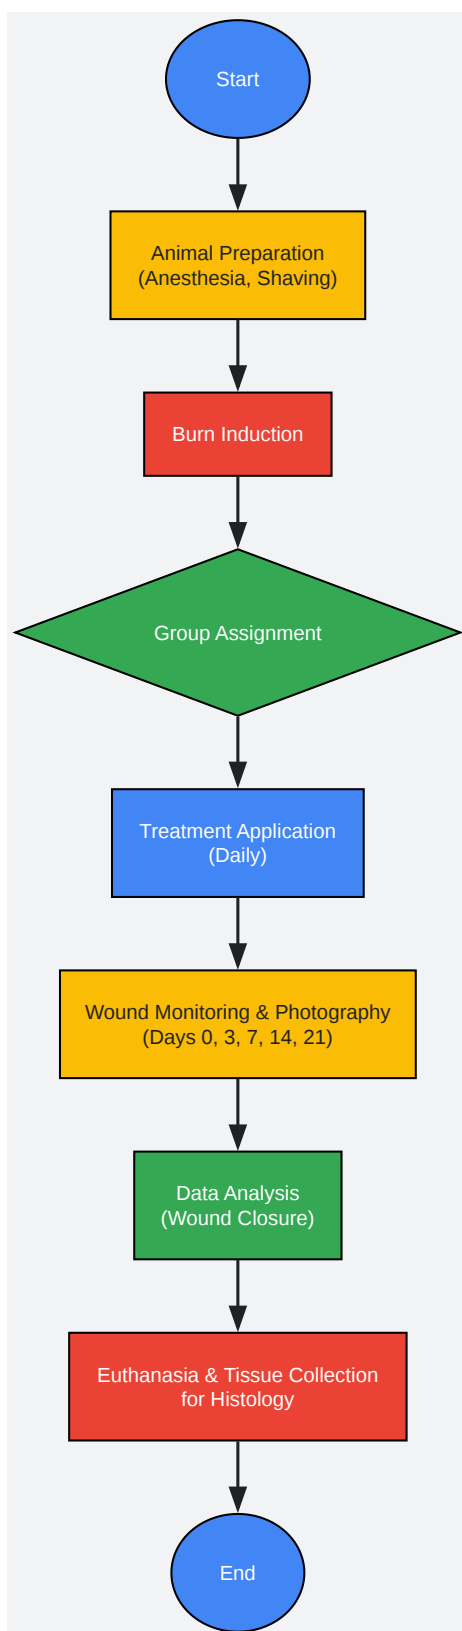 Start
Animal Preparation
(Anesthesia, Shaving)
Burn Induction
Group Assignment
Treatment Application
(Daily)
Wound Monitoring & Photography
(Days 0, 3, 7, 14, 21)
Data Analysis
(Wound Closure)
Euthanasia & Tissue Collection
for Histology
End